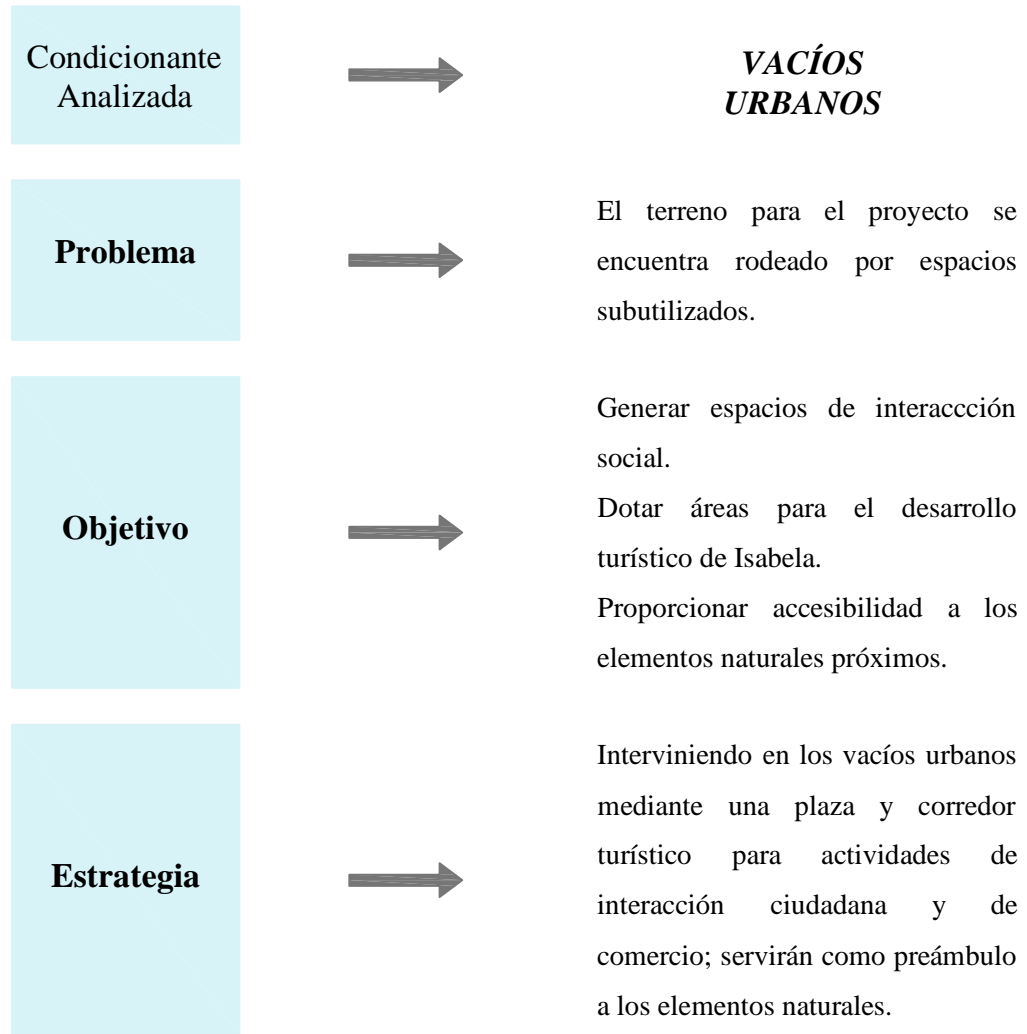 Condicionante
Analizada
VACÍOS
URBANOS
Problema
El terreno para el proyecto se
encuentra rodeado por espacios
subutilizados.
Objetivo
Generar espacios de interaccción
social.
Dotar áreas para el desarrollo
turístico de Isabela.
Proporcionar accesibilidad a los
elementos naturales próximos.
Estrategia
Interviniendo en los vacíos urbanos
mediante una plaza y corredor
turístico para actividades de
interacción ciudadana y de
comercio; servirán como preámbulo
a los elementos naturales.